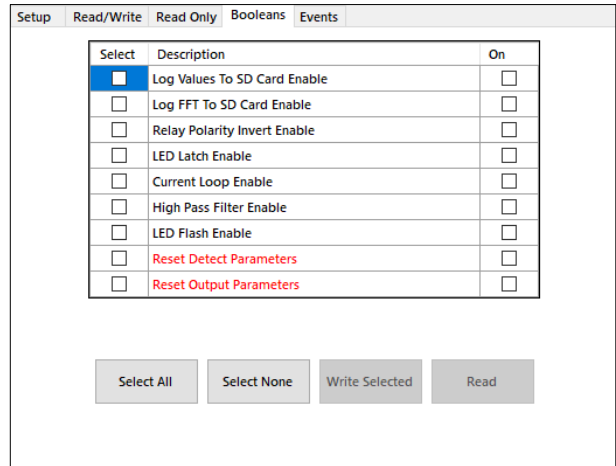 Setup Read/Write Read Only Booleans Events
Select Description On
Log Values To SD Card Enable
Log FFT To SD Card Enable
Relay Polarity Invert Enable
LED Latch Enable
Current Loop Enable
High Pass Filter Enable
LED Flash Enable
Reset Detect Parameters
Reset Output Parameters
Select All Select None Write Selected Read